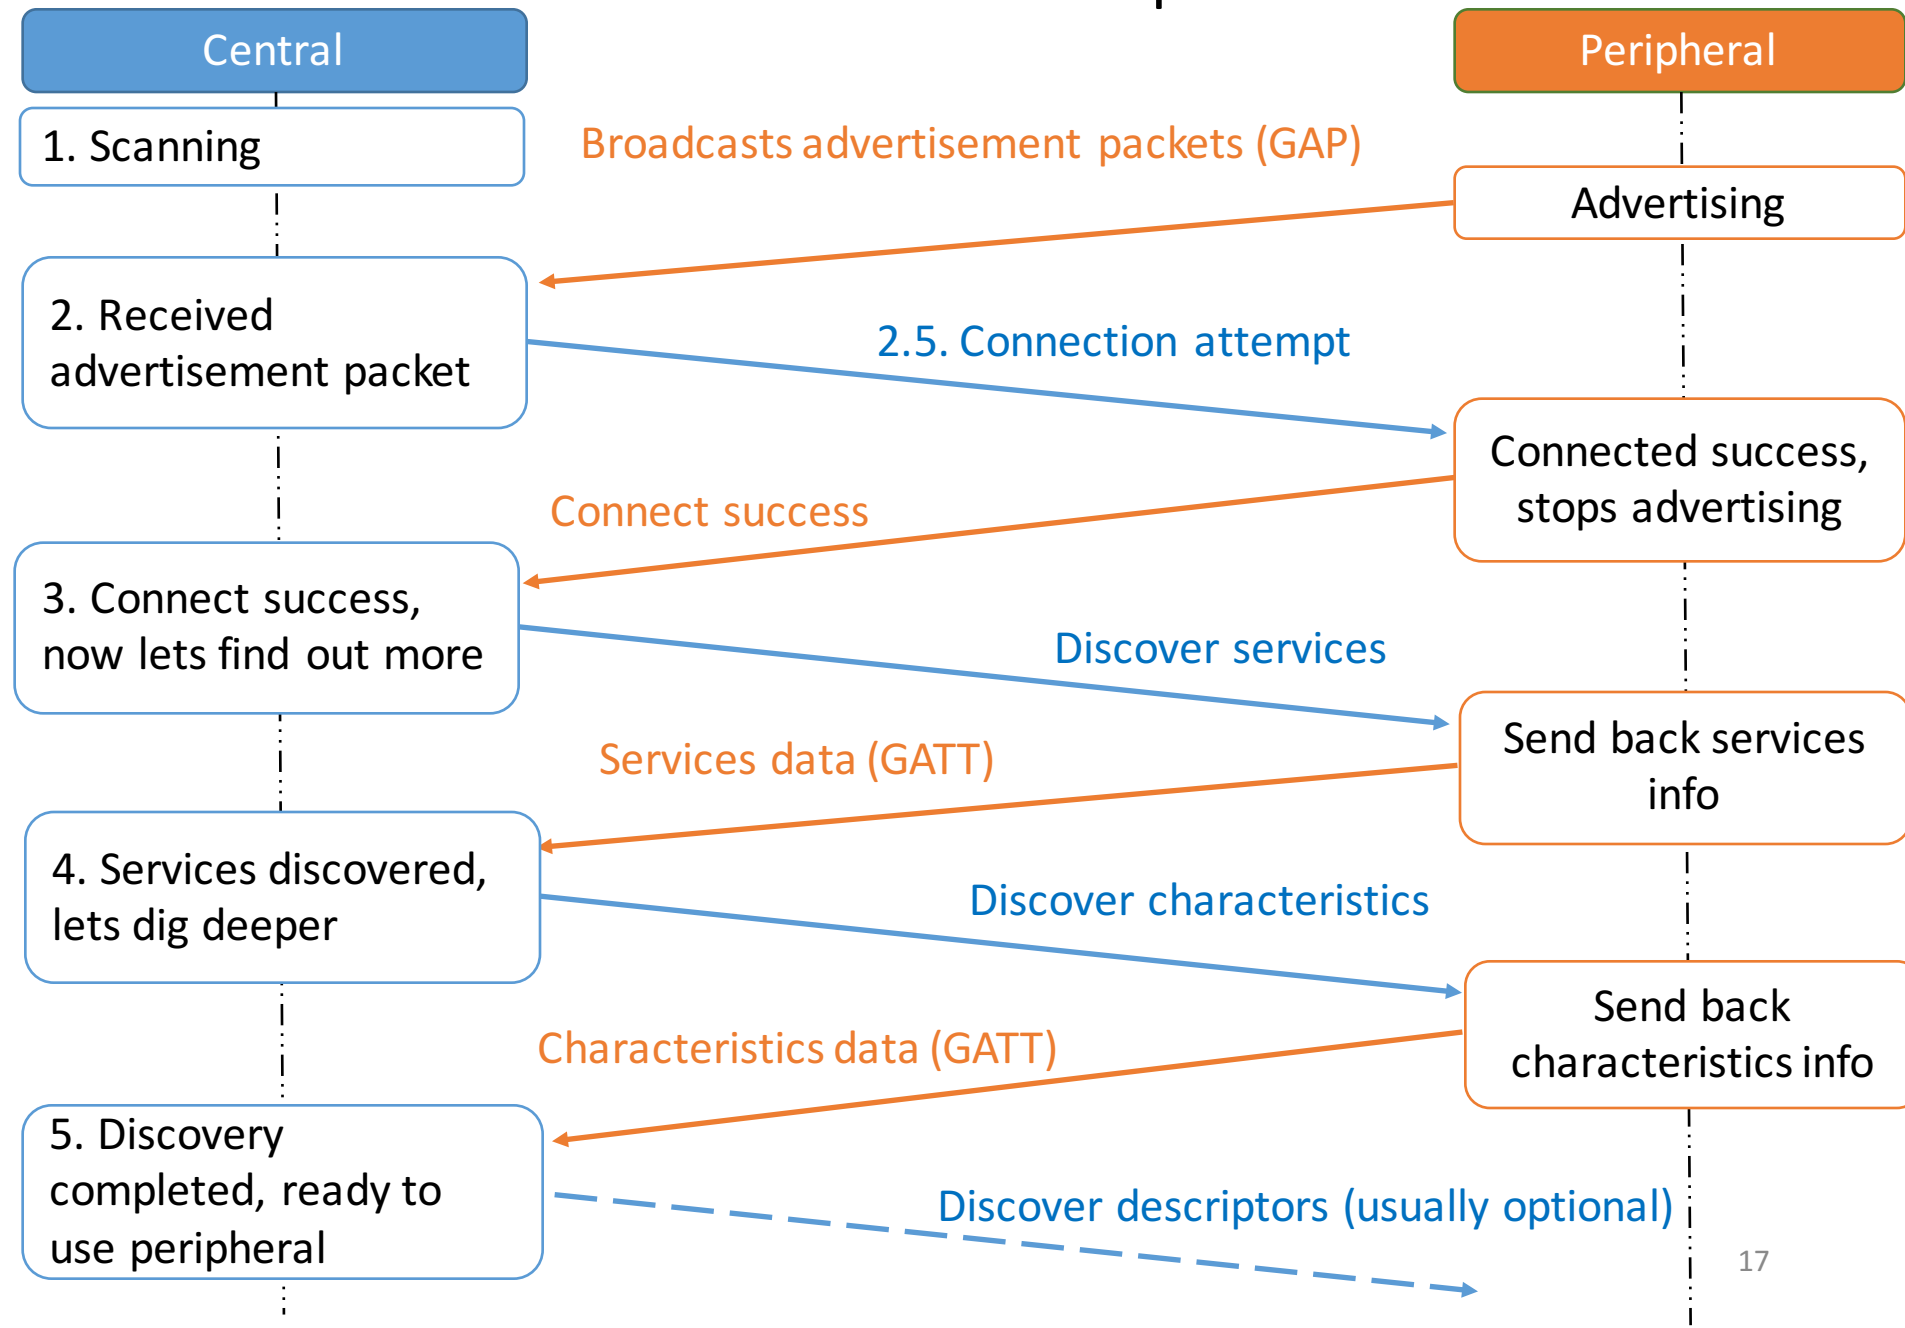 Central
Peripheral
1. Scanning
Broadcasts advertisement packets (GAP)
Advertising
2. Received
advertisement packet
2.5. Connection attempt
Connected success,
stops advertising
Connect success
3. Connect success,
now lets find out more
Discover services
Send back services
info
Services data (GATT)
4. Services discovered,
lets dig deeper
Discover characteristics
Send back
characteristics info
Characteristics data (GATT)
5. Discovery
completed, ready to
use peripheral
Discover descriptors (usually optional)
17